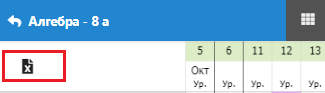 Алгебра - 8 а
5 6 11 12 13
Окт
Ур. Ур. Ур. Ур. Ур.